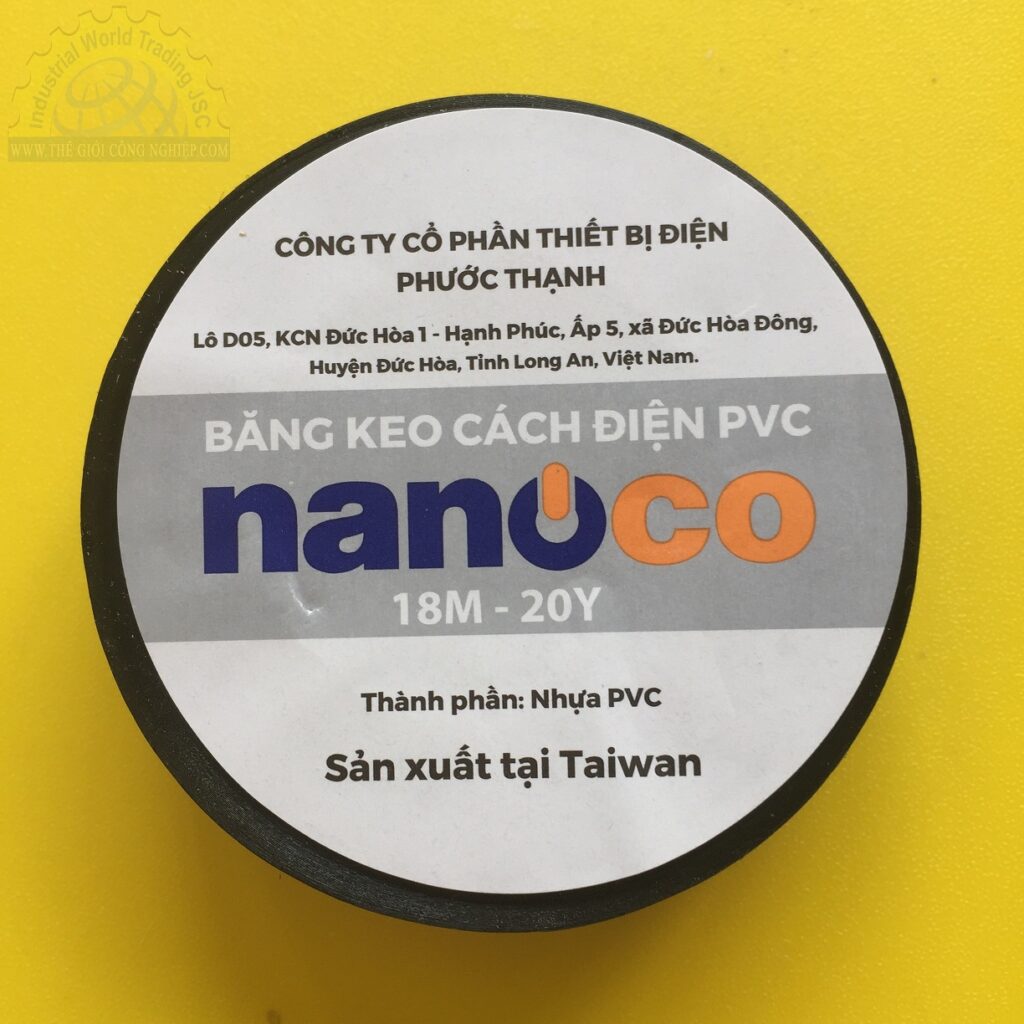 Industrial World Trading JSC
WWW.THẾ GIỚI CÔNG NGHIỆP.COM
CÔNG TY CỔ PHẦN THIẾT BỊ ĐIỆN
PHƯỚC THẠNH
Lô D05, KCN Đức Hòa 1 - Hạnh Phúc, Ấp 5, xã Đức Hòa Đông,
Huyện Đức Hòa, Tỉnh Long An, Việt Nam.
BĂNG KEO CÁCH ĐIỆN PVC
nanoco
18M - 20Y
Thành phần: Nhựa PVC
Sản xuất tại Taiwan